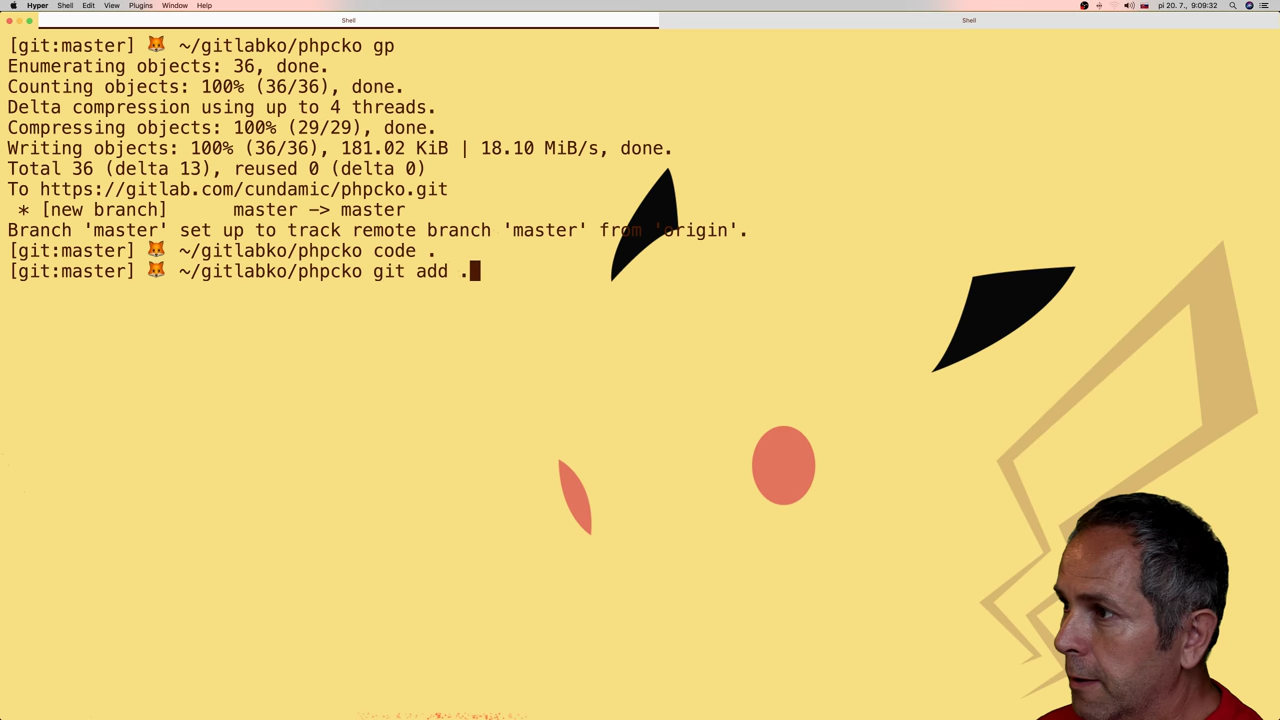 Hyper Shell Edit View Plugins Window Help pi 20. 7., 9:09:32
Shell Shell
[git:master] 🦊 ~/gitlabko/phpcko gp
Enumerating objects: 36, done.
Counting objects: 100% (36/36), done.
Delta compression using up to 4 threads.
Compressing objects: 100% (29/29), done.
Writing objects: 100% (36/36), 181.02 KiB | 18.10 MiB/s, done.
Total 36 (delta 13), reused 0 (delta 0)
To https://gitlab.com/cundamic/phpcko.git
 * [new branch]      master -> master
Branch 'master' set up to track remote branch 'master' from 'origin'.
[git:master] 🦊 ~/gitlabko/phpcko code .
[git:master] 🦊 ~/gitlabko/phpcko git add .